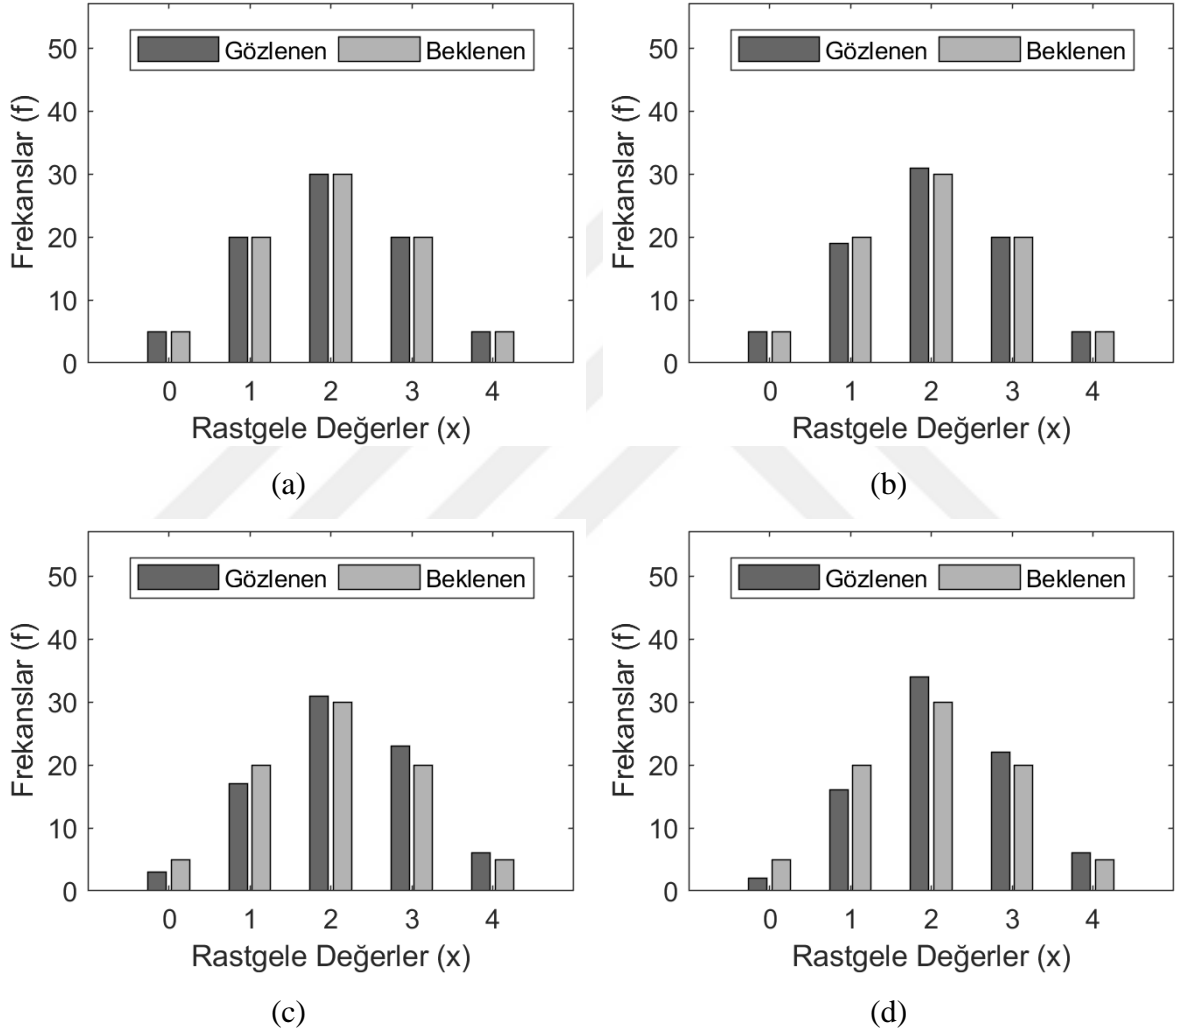 Gözlenen Beklenen
50
40
30
20
10
0
Frekanslar (f)
0 1 2 3 4
Rastgele Değerler (x)
(a)
Gözlenen Beklenen
50
40
30
20
10
0
Frekanslar (f)
0 1 2 3 4
Rastgele Değerler (x)
(b)
Gözlenen Beklenen
50
40
30
20
10
0
Frekanslar (f)
0 1 2 3 4
Rastgele Değerler (x)
(c)
Gözlenen Beklenen
50
40
30
20
10
0
Frekanslar (f)
0 1 2 3 4
Rastgele Değerler (x)
(d)